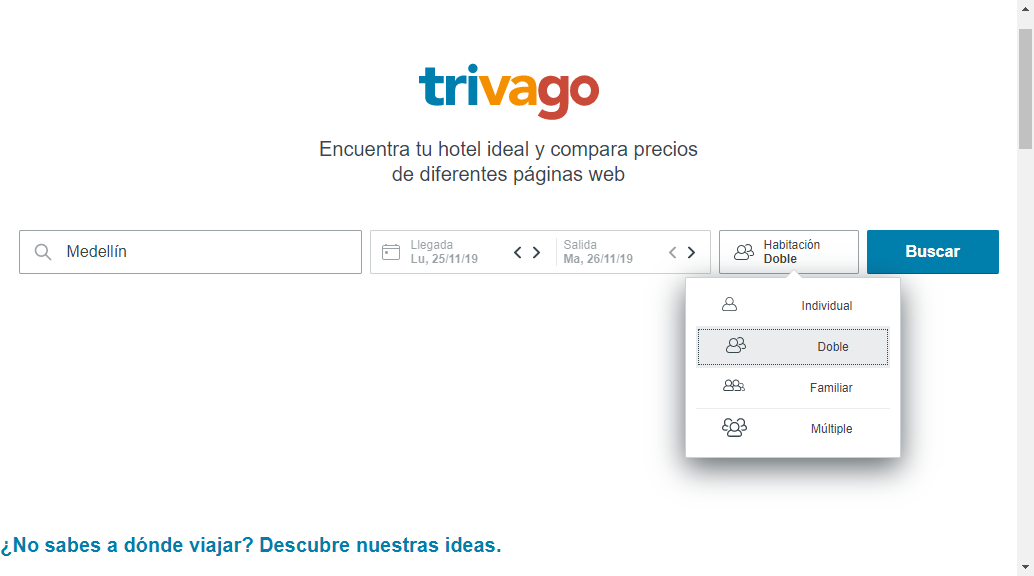 trivago
Encuentra tu hotel ideal y compara precios
de diferentes páginas web
Medellín
Llegada
Lu, 25/11/19
Salida
Ma, 26/11/19
Habitación
Doble
Buscar
Individual
Doble
Familiar
Múltiple
¿No sabes a dónde viajar? Descubre nuestras ideas.